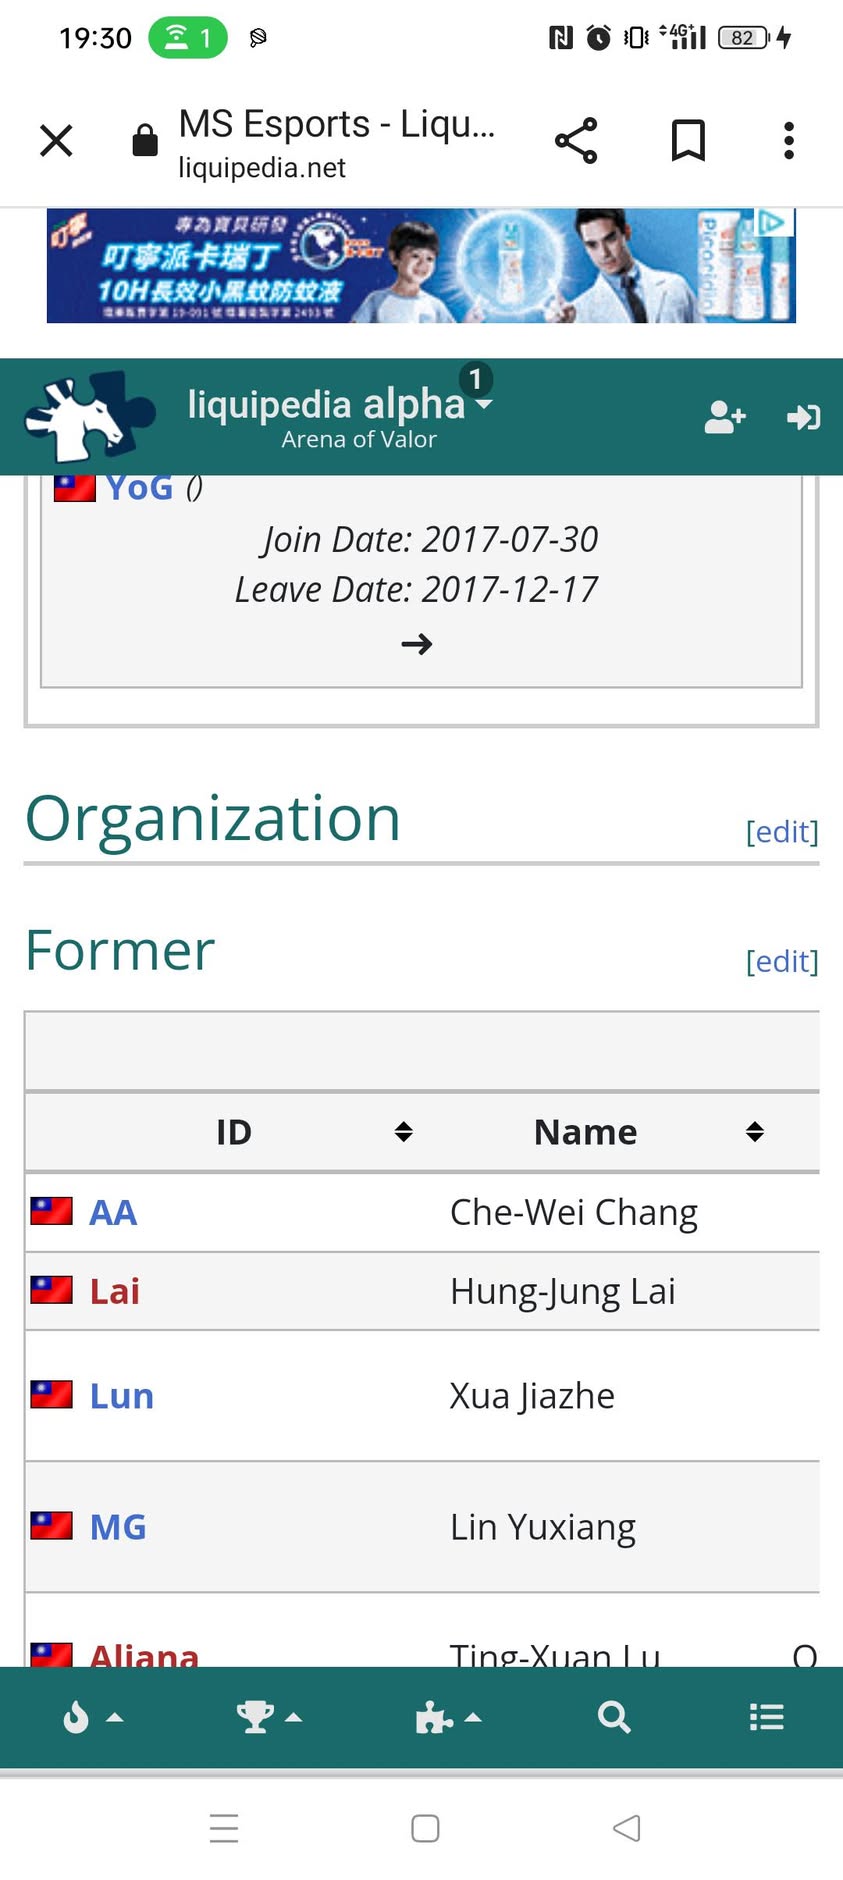 19:30
1
4G+
82
MS Esports - Liqu...
liquipedia.net
叮寧
專為寶貝研發
叮寧派卡瑞丁
10H長效小黑蚊防蚊液
Picaridin
liquipedia alpha
1
Arena of Valor
YoG ()
Join Date: 2017-07-30
Leave Date: 2017-12-17
Organization
[edit]
Former
[edit]
ID Name
AA Che-Wei Chang
Lai Hung-Jung Lai
Lun Xua Jiazhe
MG Lin Yuxiang
Aliana Ting-Xuan Lu